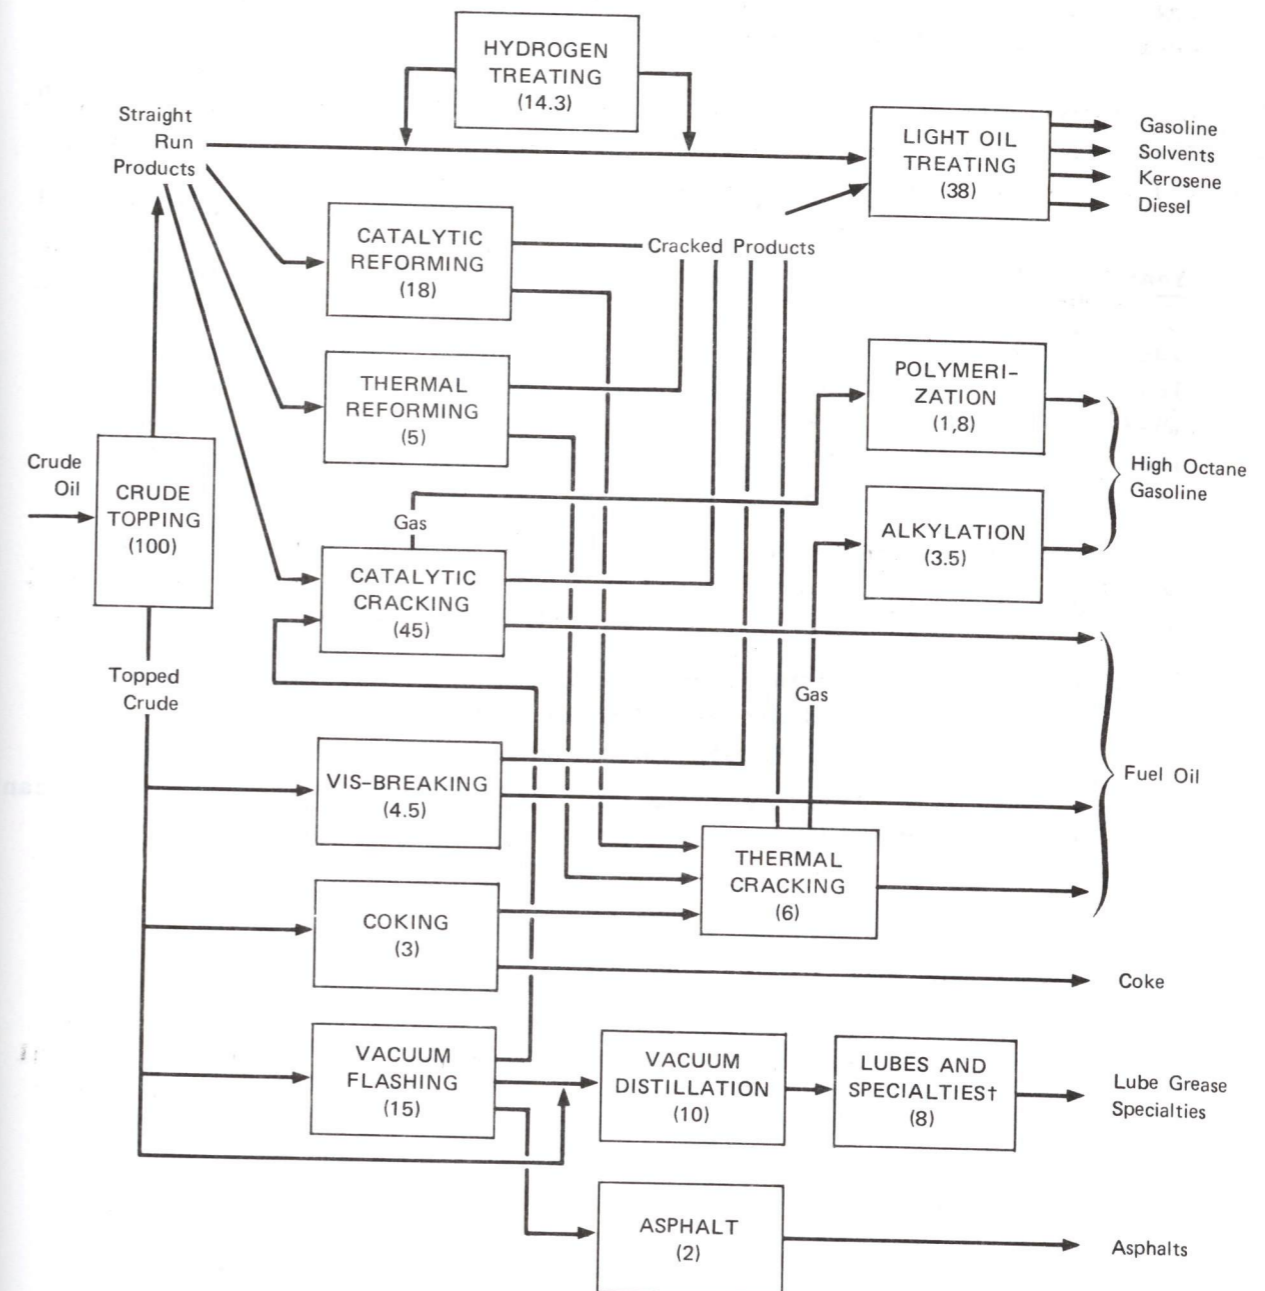 HYDROGEN
TREATING
(14.3)
Straight
Run
Products
LIGHT OIL
TREATING
(38)
Gasoline
Solvents
Kerosene
Diesel
CATALYTIC
REFORMING
(18)
Cracked Products
THERMAL
REFORMING
(5)
POLYMERI-
ZATION
(1,8)
Crude
Oil
CRUDE
TOPPING
(100)
High Octane
Gasoline
Gas
ALKYLATION
(3.5)
CATALYTIC
CRACKING
(45)
Topped
Crude
Gas
VIS-BREAKING
(4.5)
Fuel Oil
THERMAL
CRACKING
(6)
COKING
(3)
Coke
VACUUM
FLASHING
(15)
VACUUM
DISTILLATION
(10)
LUBES AND
SPECIALTIES†
(8)
Lube Grease
Specialties
ASPHALT
(2)
Asphalts